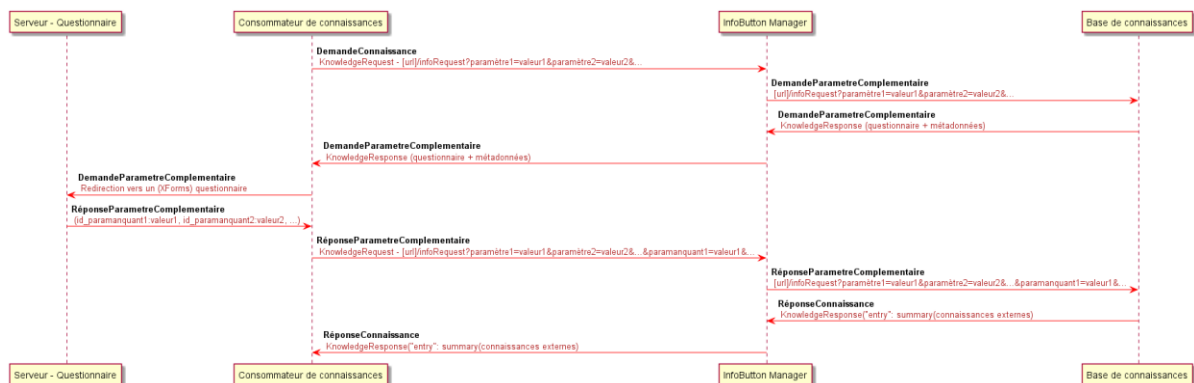 Serveur - Questionnaire
Consommateur de connaissances
InfoButton Manager
Base de connaissances
DemandeConnaissance
KnowledgeRequest - [url]/infoRequest?paramètre1=valeur1&paramètre2=valeur2&...
DemandeParametreComplementaire
[url]/infoRequest?paramètre1=valeur1&paramètre2=valeur2&...
DemandeParametreComplementaire
KnowledgeResponse (questionnaire + métadonnées)
DemandeParametreComplementaire
KnowledgeResponse (questionnaire + métadonnées)
DemandeParametreComplementaire
Redirection vers un (XForms) questionnaire
RéponseParametreComplementaire
(id_paramanquant1:valeur1, id_paramanquant2:valeur2, ...)
RéponseParametreComplementaire
KnowledgeRequest - [url]/infoRequest?paramètre1=valeur1&paramètre2=valeur2&...&paramanquant1=valeur1&...
RéponseParametreComplementaire
[url]/infoRequest?paramètre1=valeur1&paramètre2=valeur2&...&paramanquant1=valeur1&...
RéponseConnaissance
KnowledgeResponse("entry": summary(connaissances externes)
RéponseConnaissance
KnowledgeResponse("entry": summary(connaissances externes)
Serveur - Questionnaire
Consommateur de connaissances
InfoButton Manager
Base de connaissances